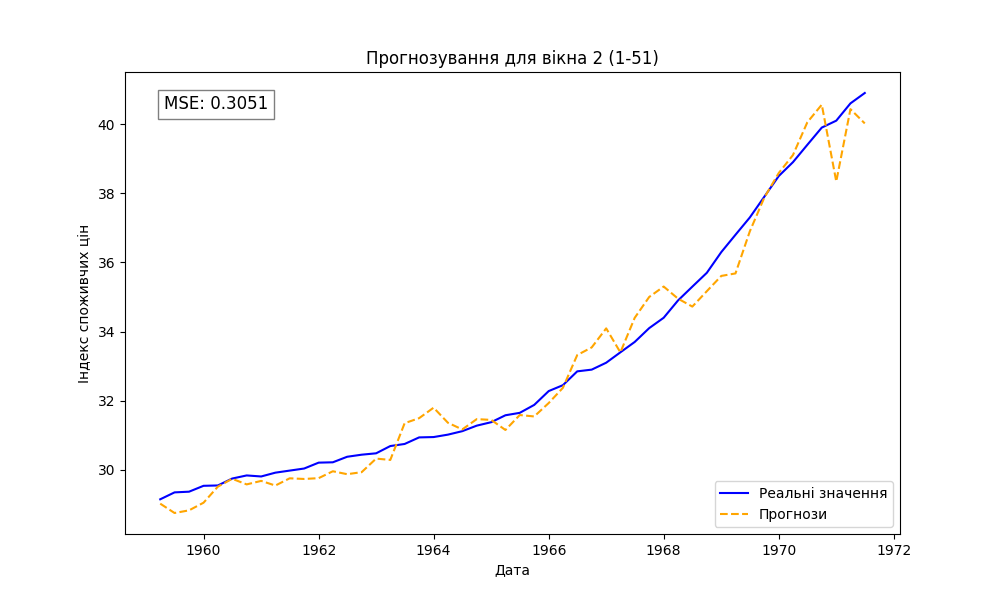 Прогнозування для вікна 2 (1-51)
MSE: 0.3051
Індекс споживчих цін
40
38
36
34
32
30
Реальні значення
Прогнози
1960
1962
1964
1966
1968
1970
1972
Дата